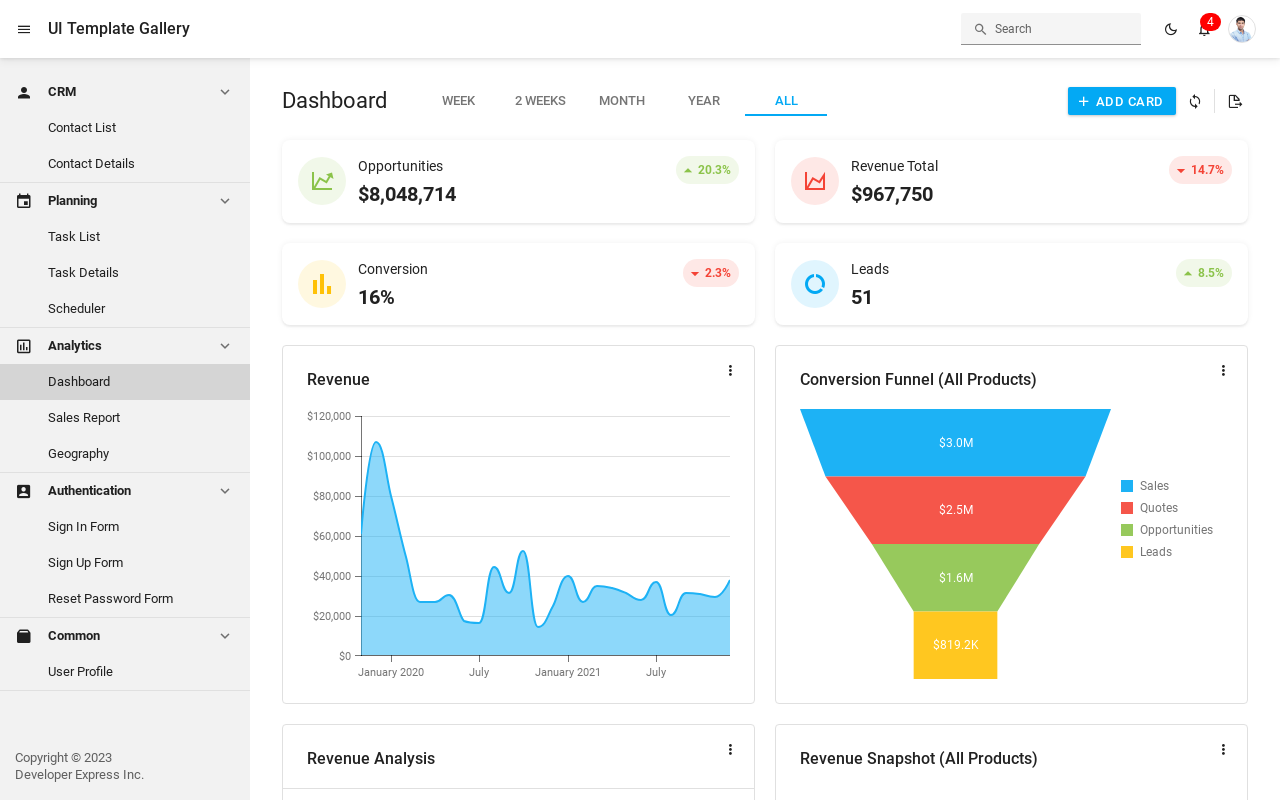 UI Template Gallery
Search
4
CRM
Contact List
Contact Details
Planning
Task List
Task Details
Scheduler
Analytics
Dashboard
Sales Report
Geography
Authentication
Sign In Form
Sign Up Form
Reset Password Form
Common
User Profile
Copyright © 2023
Developer Express Inc.
Dashboard
WEEK
2 WEEKS
MONTH
YEAR
ALL
ADD CARD
Opportunities
20.3%
$8,048,714
Revenue Total
14.7%
$967,750
Conversion
2.3%
16%
Leads
8.5%
51
Revenue
$120,000
$100,000
$80,000
$60,000
$40,000
$20,000
$0
January 2020
July
January 2021
July
Conversion Funnel (All Products)
$3.0M
$2.5M
$1.6M
$819.2K
Sales
Quotes
Opportunities
Leads
Revenue Analysis
Revenue Snapshot (All Products)